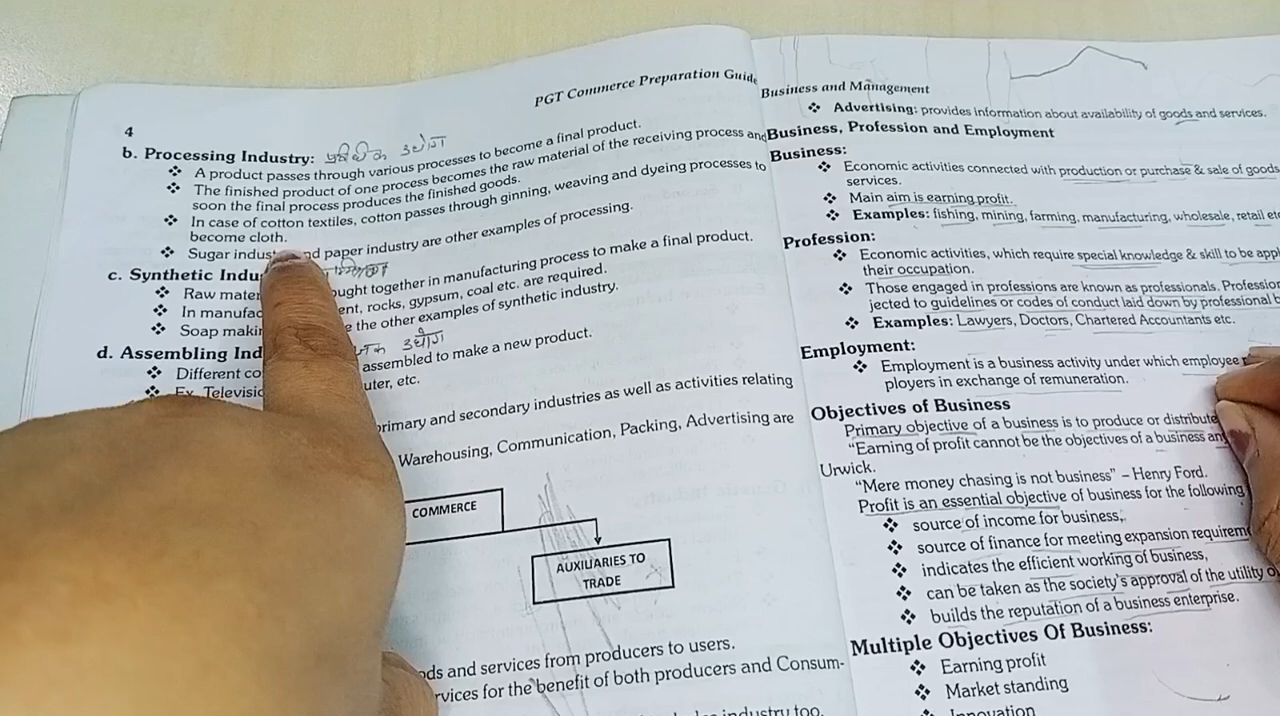 PGT Commerce Preparation Guide
4
b. Processing Industry:
❖ A product passes through various processes to become a final product.
❖ The finished product of one process becomes the raw material of the receiving process and
soon the final process produces the finished goods.
❖ In case of cotton textiles, cotton passes through ginning, weaving and dyeing processes to
become cloth.
❖ Sugar paper industry are other examples of processing.
c. Synthetic
❖ Raw together in manufacturing process to make a final product.
❖ In rocks, gypsum, coal etc. are required.
❖ Soap the other examples of synthetic industry.
d. Assembling
❖ Different assembled to make a new product.
❖ Ex. etc.
primary and secondary industries as well as activities relating
Warehousing, Communication, Packing, Advertising are
COMMERCE
AUXILIARIES TO
TRADE
and services from producers to users.
for the benefit of both producers and Consum-
industry too.
Business and Management
❖ Advertising: provides information about availability of goods and services.
Business, Profession and Employment
Business:
❖ Economic activities connected with production or purchase & sale of goods
services.
❖ Main aim is earning profit.
❖ Examples: fishing, mining, farming, manufacturing, wholesale, retail
Profession:
❖ Economic activities, which require special knowledge & skill to be
their occupation.
❖ Those engaged in professions are known as professionals.
jected to guidelines or codes of conduct laid down by professional
❖ Examples: Lawyers, Doctors, Chartered Accountants etc.
Employment:
❖ Employment is a business activity under which employee
ployers in exchange of remuneration.
Objectives of Business
Primary objective of a business is to produce or distribute
“Earning of profit cannot be the objectives of a business
Urwick.
“Mere money chasing is not business” – Henry Ford.
Profit is an essential objective of business for the following
❖ source of income for business,
❖ source of finance for meeting expansion
❖ indicates the efficient working of business,
❖ can be taken as the society's approval of the utility
❖ builds the reputation of a business enterprise.
Multiple Objectives Of Business:
❖ Earning profit
❖ Market standing
❖ Innovation